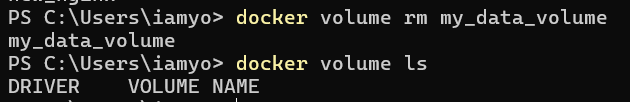 PS C:\Users\iamyo> docker volume rm my_data_volume
my_data_volume
PS C:\Users\iamyo> docker volume ls
DRIVER    VOLUME NAME